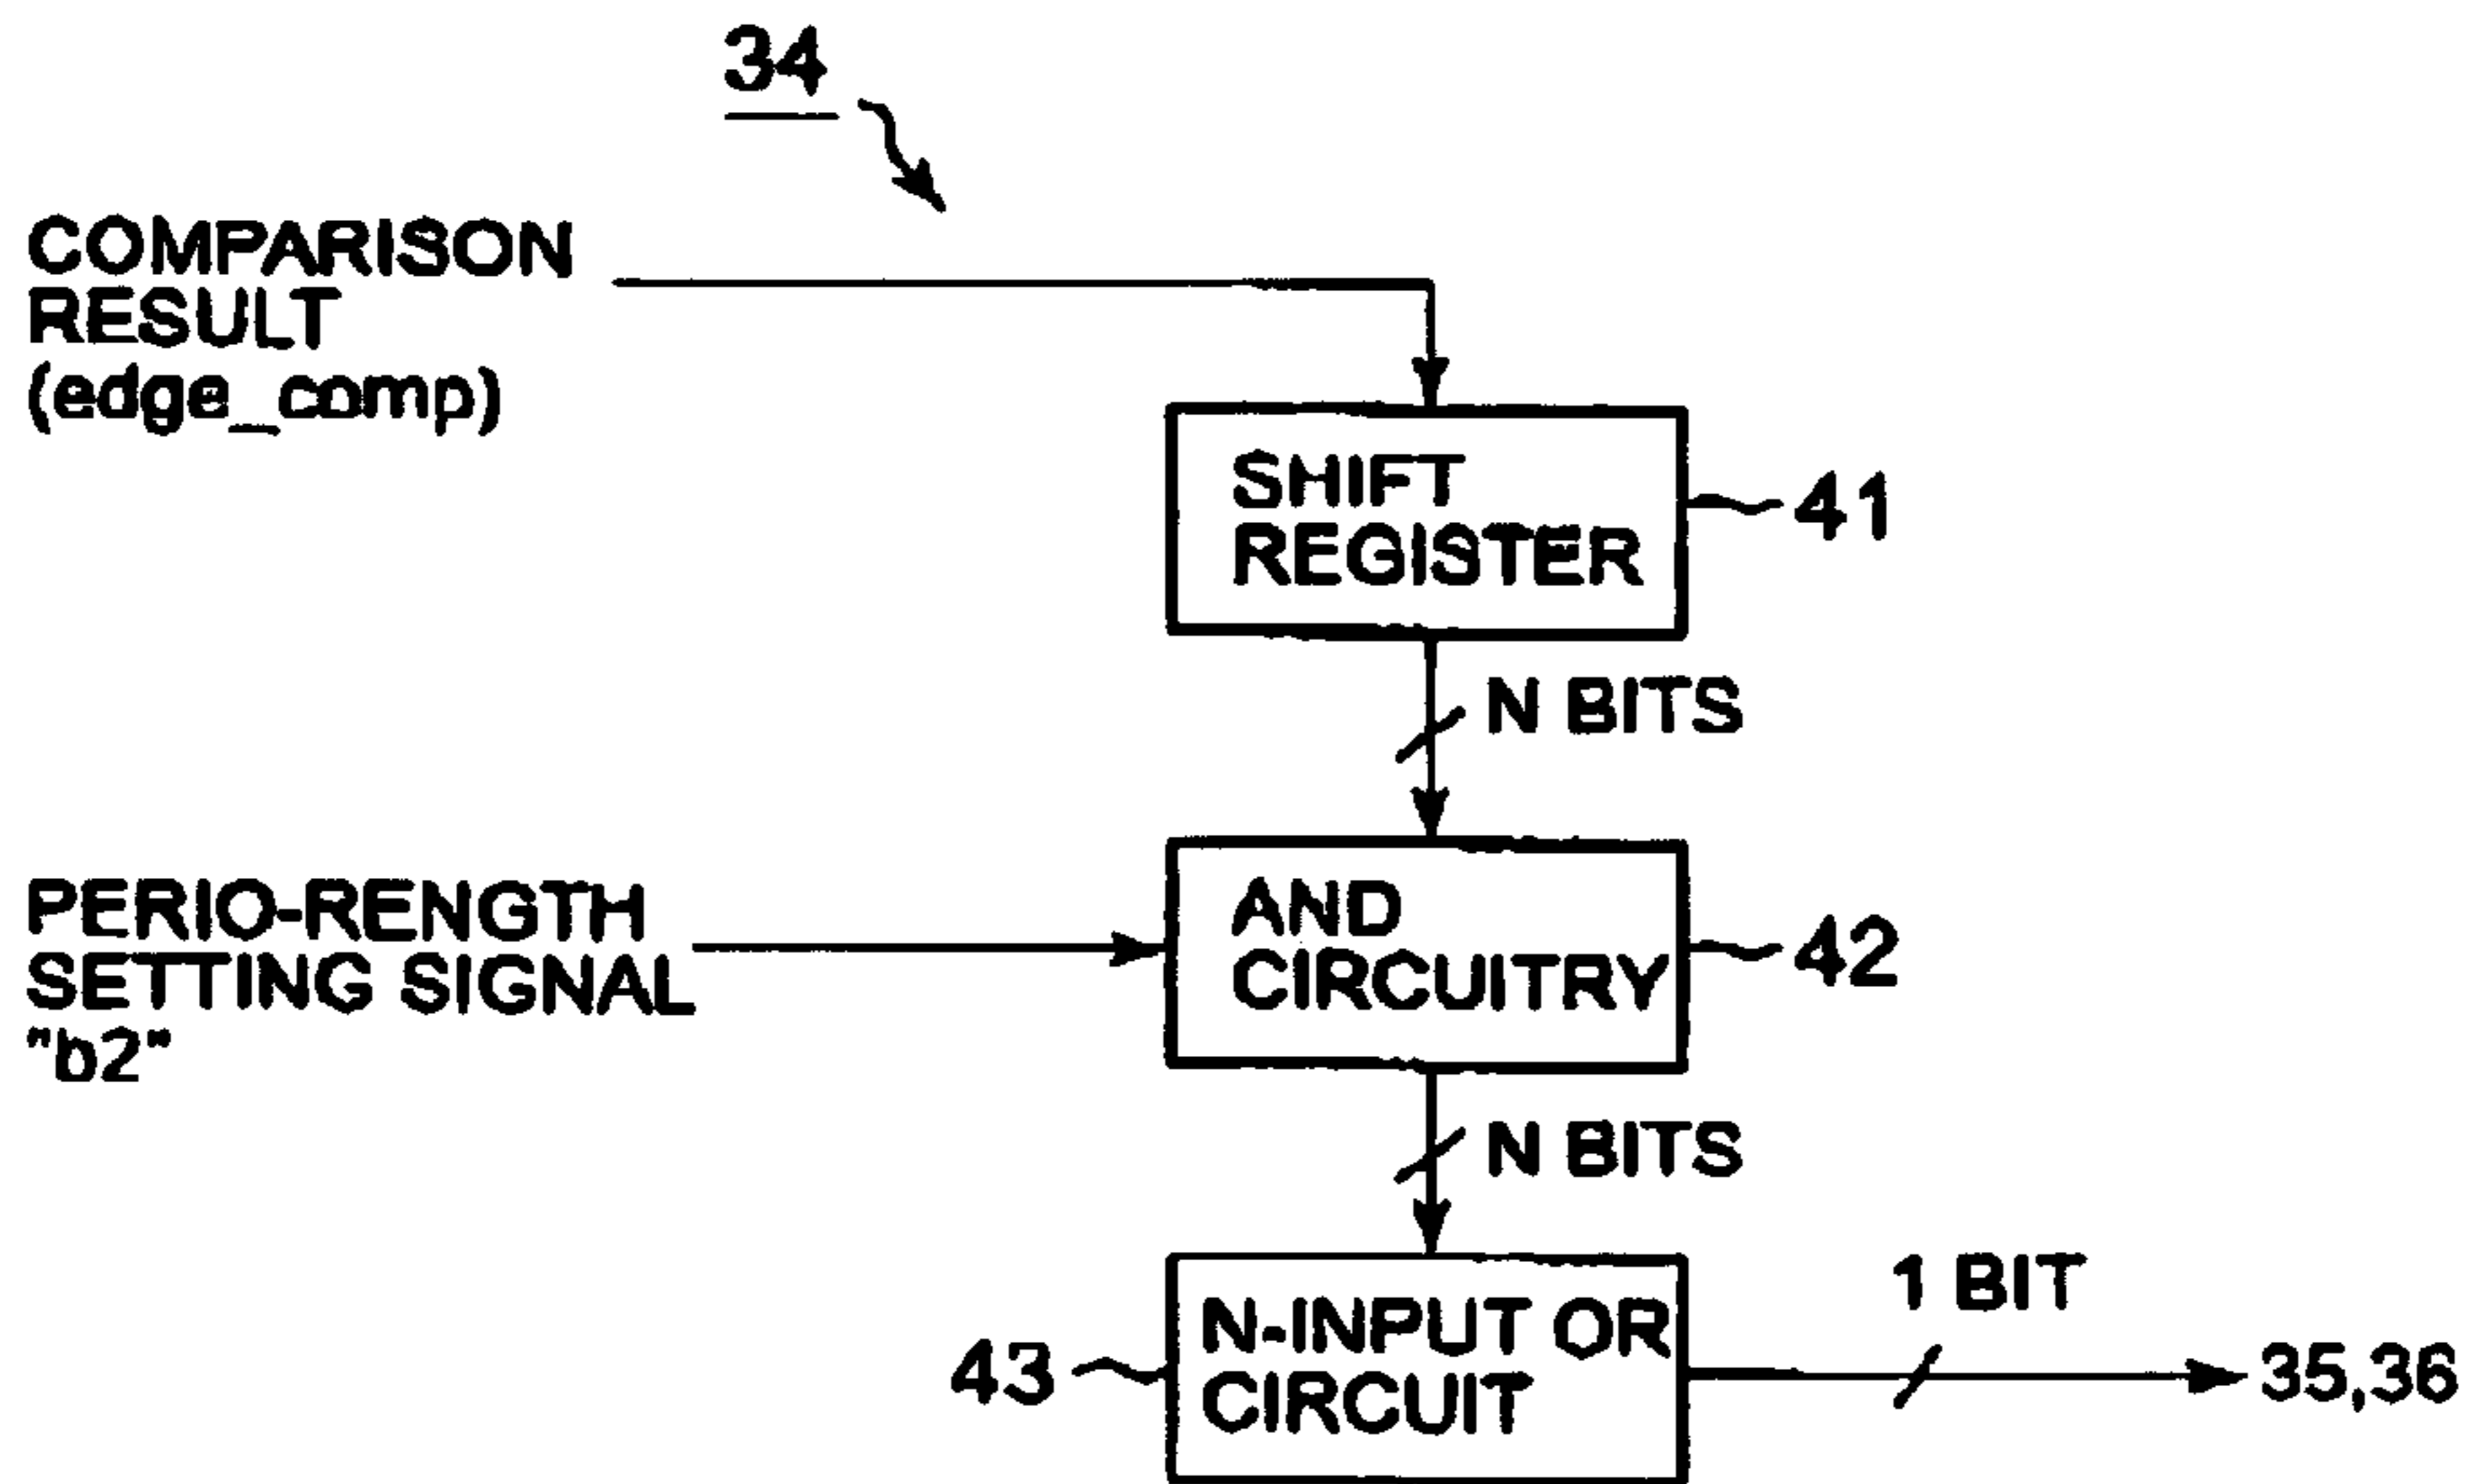 34
COMPARISON
RESULT
(edge_comp)
SHIFT
REGISTER
41
N BITS
PERIO-RENGTH
SETTING SIGNAL
"b2"
AND
CIRCUITRY
42
N BITS
43
N-INPUT OR
CIRCUIT
1 BIT
35,36